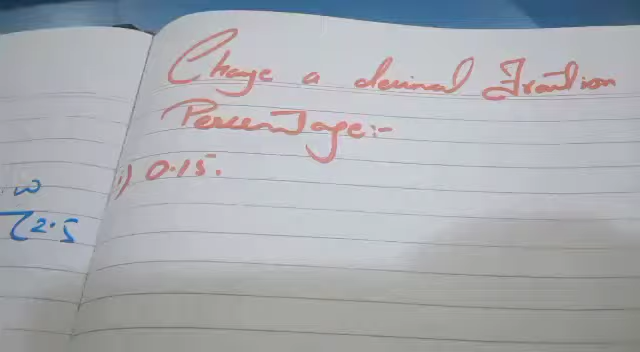 Change a decimal Fraction
Percentage:-
i) 0.15.
w
2.5